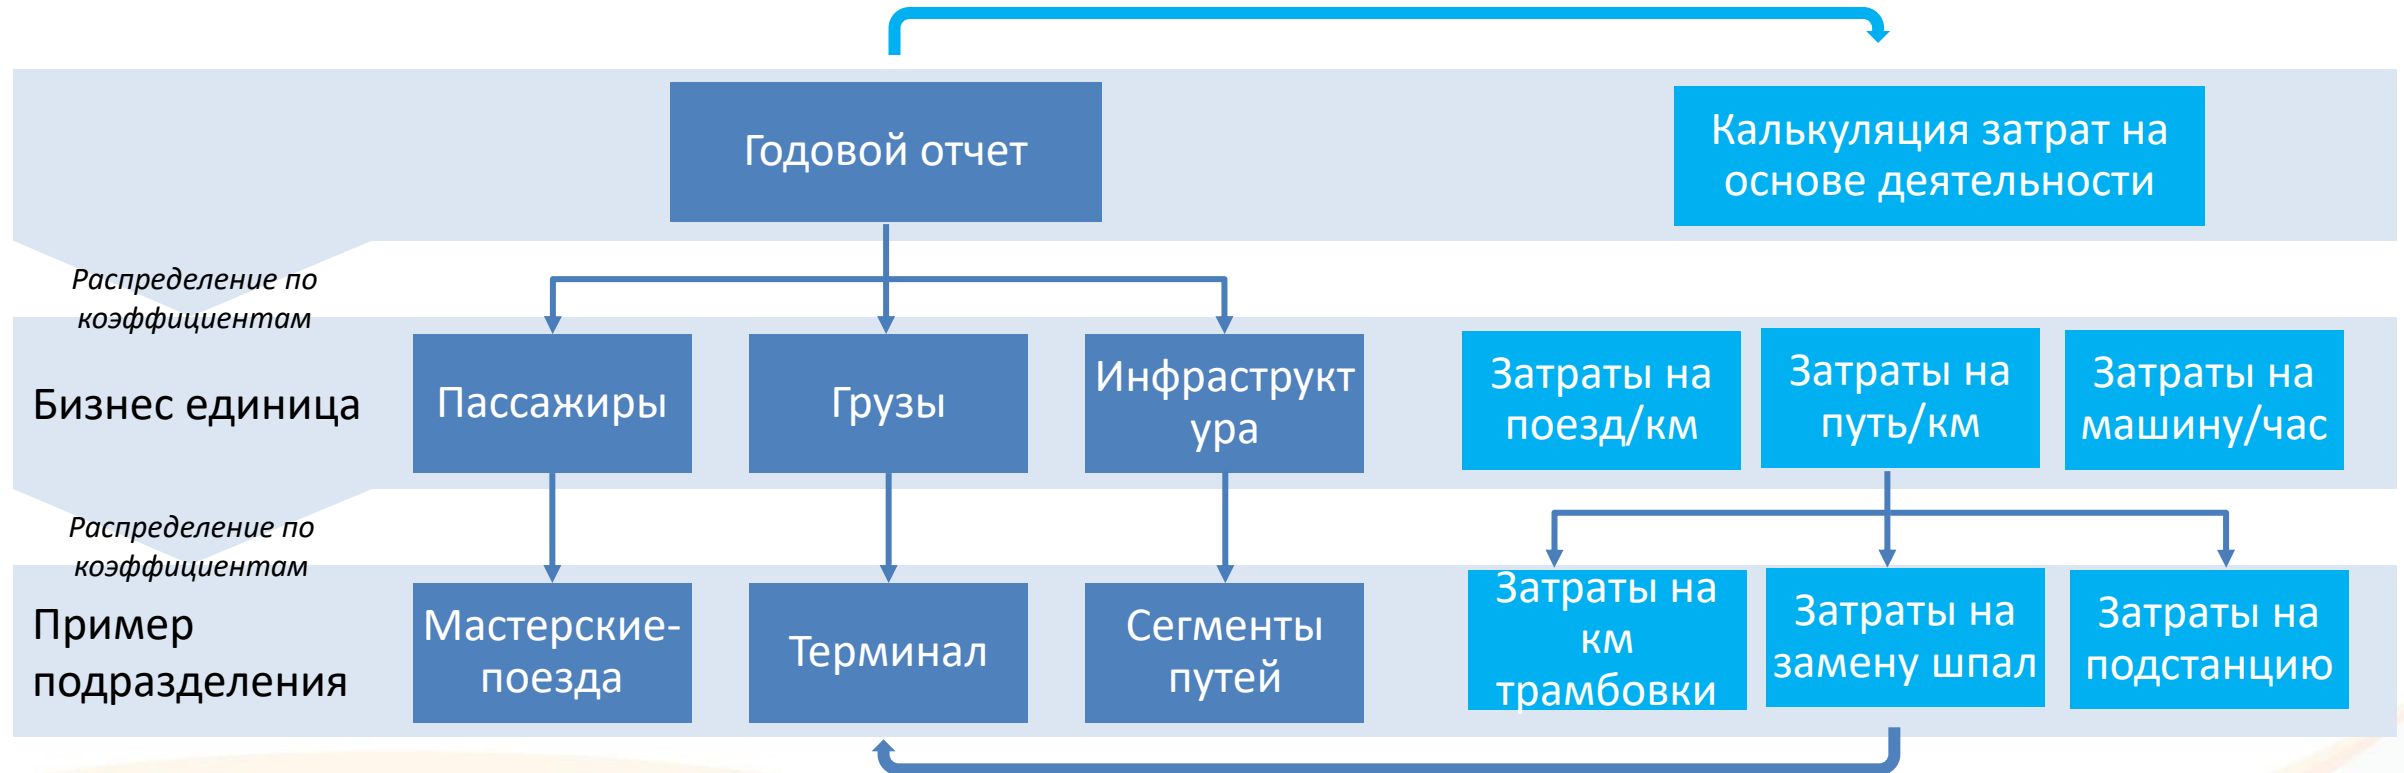 Годовой отчет
Калькуляция затрат на
основе деятельности
Распределение по
коэффициентам
Бизнес единица
Пассажиры
Грузы
Инфраструкт
ура
Затраты на
поезд/км
Затраты на
путь/км
Затраты на
машину/час
Распределение по
коэффициентам
Пример
подразделения
Мастерские-
поезда
Терминал
Сегменты
путей
Затраты на
км
трамбовки
Затраты на
замену шпал
Затраты на
подстанцию